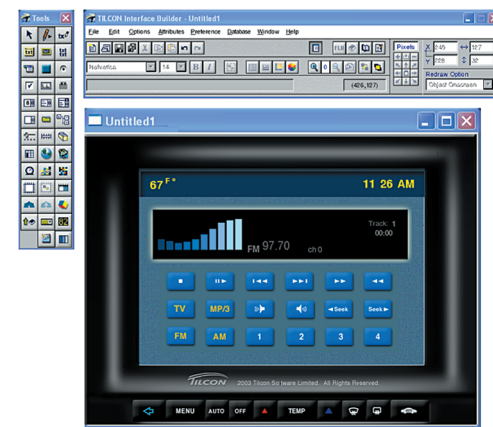 Tools
TILCON Interface Builder - Untitled1
File Edit Options Attributes Preference Database Window Help
Pixels
X 245
127
Y 228
32
Helvetica
14
B I
0
Redraw Option
(426,127)
Object Onscreen
Untitled1
67 F°
11 26 AM
Track: 1
00:00
FM 97.70
ch 0
TV MP/3
Seek Seek
FM AM 1 2 3 4
TILCON 2003 Tilcon Software Limited. All Rights Reserved
MENU AUTO OFF TEMP